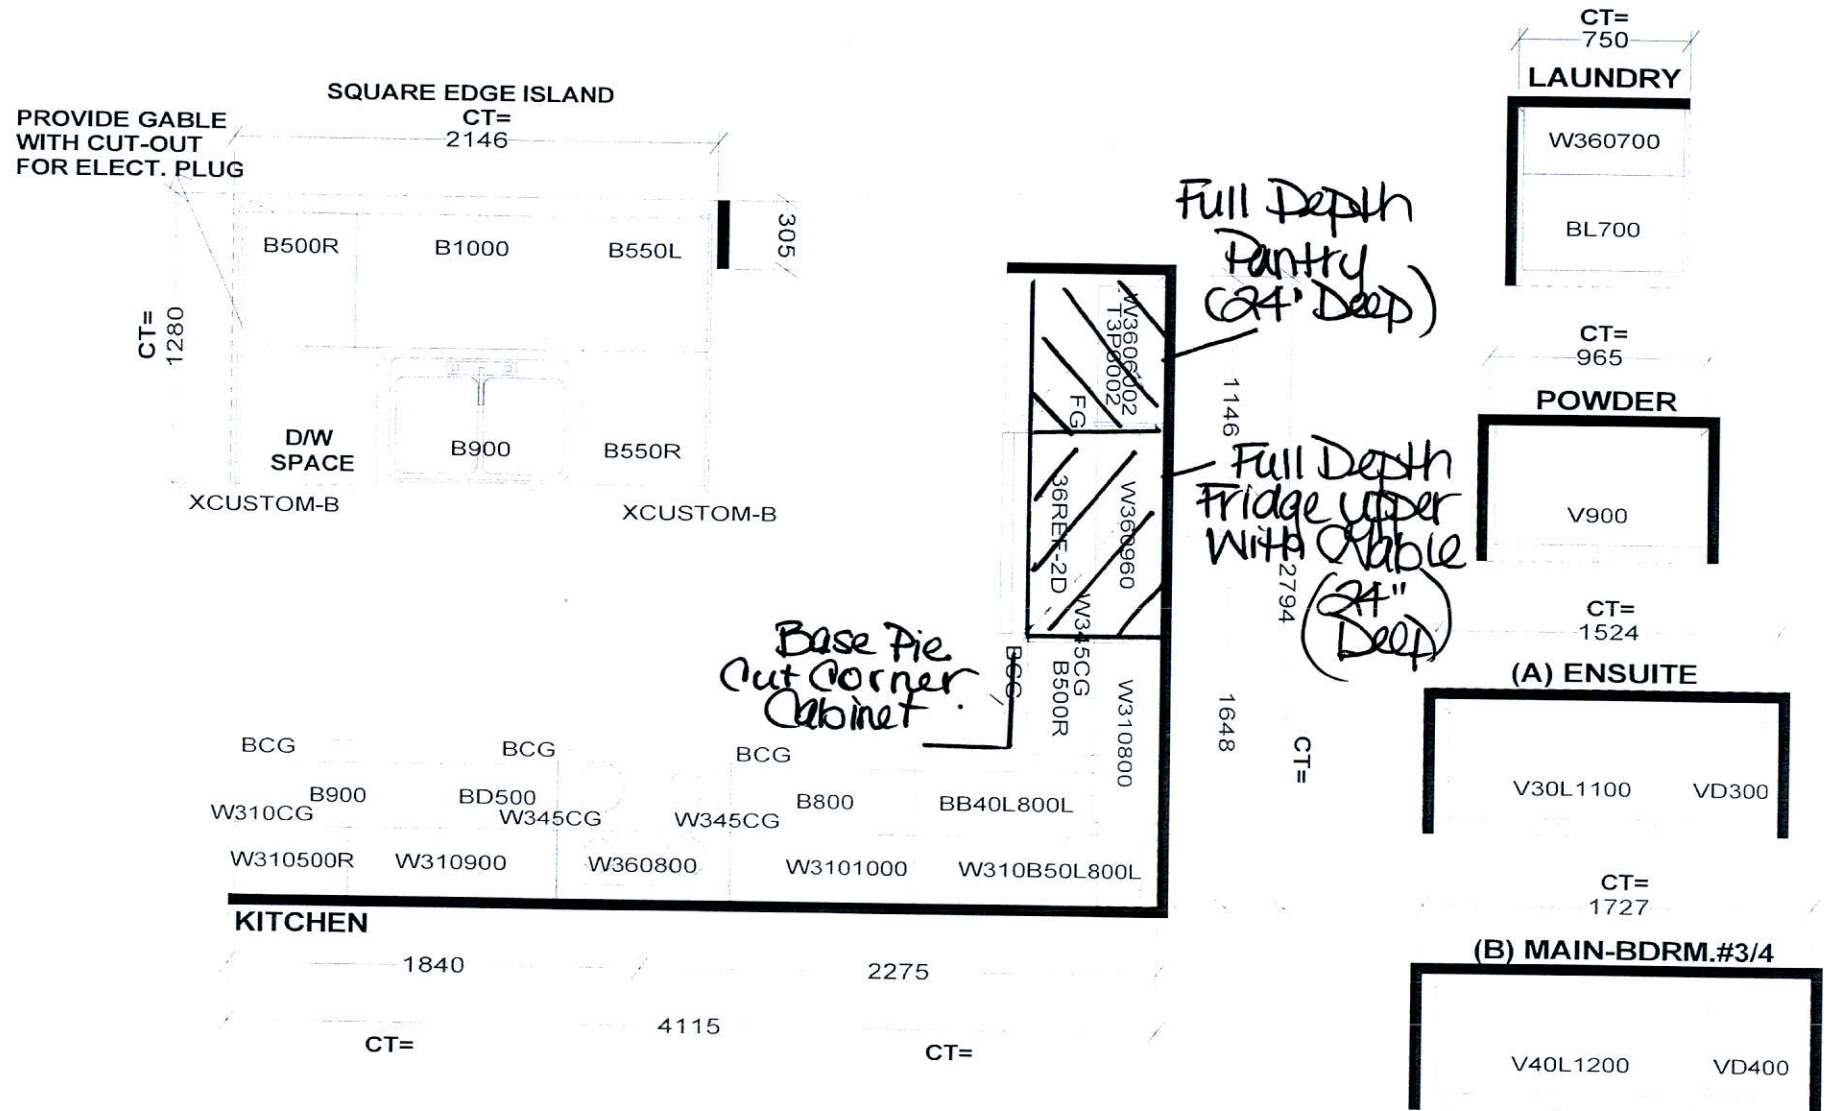 SQUARE EDGE ISLAND
CT=
2146
PROVIDE GABLE
WITH CUT-OUT
FOR ELECT. PLUG
305
B500R
B1000
B550L
CT=
1280
D/W
SPACE
B900
B550R
XCUSTOM-B
XCUSTOM-B
Full Depth
Pantry
(24" Deep)
W3606002
T3P6002
FG
1146
Full Depth
Fridge upper
With Gable
(24"
Deep)
36REF-2D
W360960
2794
CT=
W345CG
BCG
B500R
W310800
1648
Base Pie
Cut Corner
Cabinet
BCG
BCG
BCG
B900
BD500
B800
BB40L800L
W310CG
W345CG
W345CG
W310500R
W310900
W360800
W3101000
W310B50L800L
KITCHEN
1840
2275
4115
CT=
CT=
CT=
750
LAUNDRY
W360700
BL700
CT=
965
POWDER
V900
CT=
1524
(A) ENSUITE
V30L1100
VD300
CT=
1727
(B) MAIN-BDRM.#3/4
V40L1200
VD400